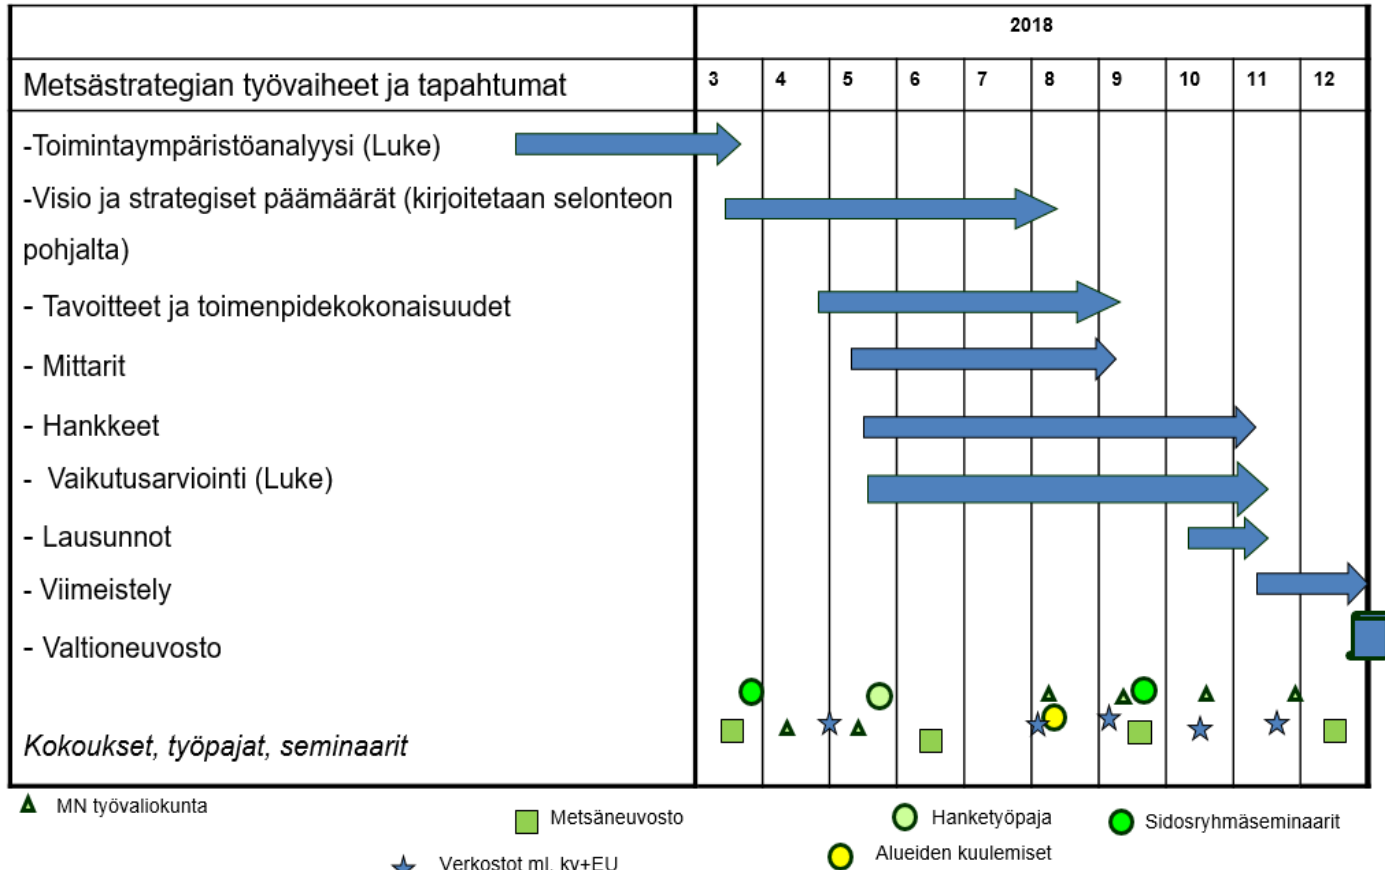 2018
Metsästrategian työvaiheet ja tapahtumat
3 4 5 6 7 8 9 10 11 12
-Toimintaympäristöanalyysi (Luke)
-Visio ja strategiset päämäärät (kirjoitetaan selonteon
pohjalta)
- Tavoitteet ja toimenpidekokonaisuudet
- Mittarit
- Hankkeet
- Vaikutusarviointi (Luke)
- Lausunnot
- Viimeistely
- Valtioneuvosto
Kokoukset, työpajat, seminaarit
MN työvaliokunta
Metsäneuvosto
Hanketyöpaja
Sidosryhmäseminaarit
Verkostot ml. kv+EU
Alueiden kuulemiset